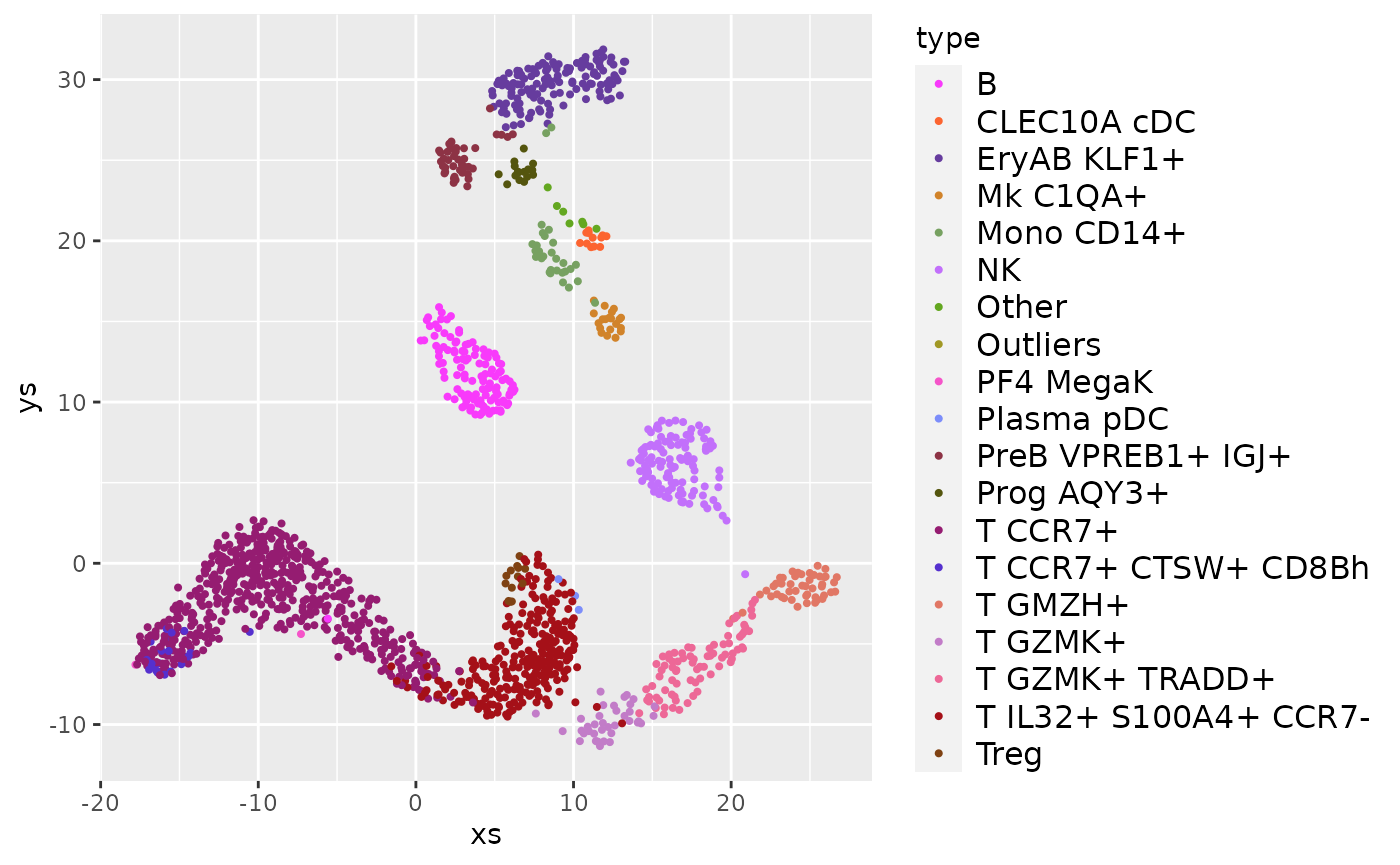 type
B
CLEC10A cDC
EryAB KLF1+
Mk C1QA+
Mono CD14+
NK
Other
Outliers
PF4 MegaK
Plasma pDC
PreB VPREB1+ IGJ+
Prog AQY3+
T CCR7+
T CCR7+ CTSW+ CD8Bh
T GMZH+
T GZMK+
T GZMK+ TRADD+
T IL32+ S100A4+ CCR7-
Treg
30
20
10
0
-10
ys
-20 -10 0 10 20
xs